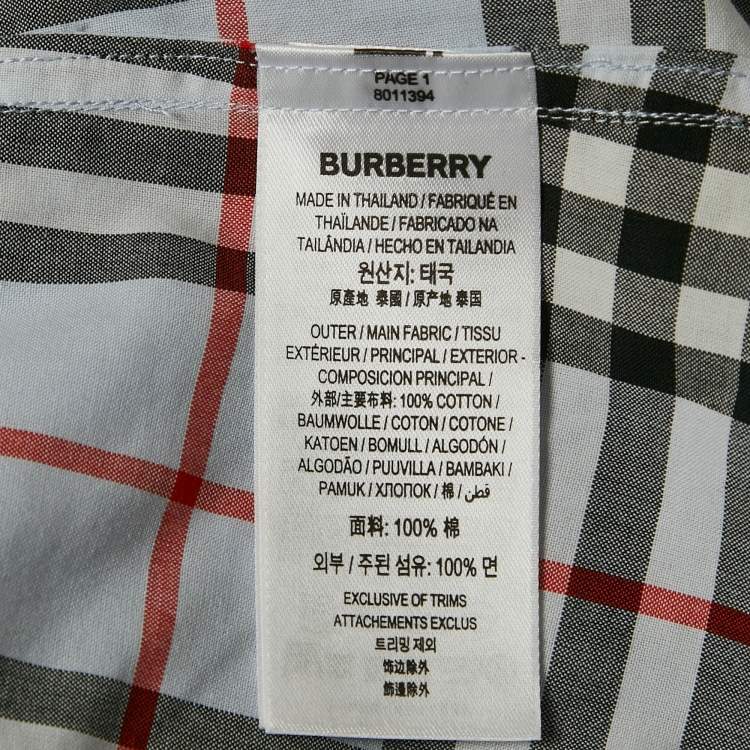 PAGE 1
8011394
BURBERRY
MADE IN THAILAND / FABRIQUÉ EN
THAÏLANDE / FABRICADO NA
TAILÂNDIA / HECHO EN TAILANDIA
원산지: 태국
原產地 泰國 / 原产地 泰国
OUTER / MAIN FABRIC / TISSU
EXTÉRIEUR / PRINCIPAL / EXTERIOR -
COMPOSICION PRINCIPAL /
外部/主要布料: 100% COTTON /
BAUMWOLLE / COTON / COTONE /
KATOEN / BOMULL / ALGODÓN /
ALGODÃO / PUUVILLA / BAMBAKI /
PAMUK / ХЛОПОК / 棉 / قطن
面料: 100% 棉
외부 / 주된 섬유: 100% 면
EXCLUSIVE OF TRIMS
ATTACHEMENTS EXCLUS
트리밍 제외
饰边除外
飾邊除外